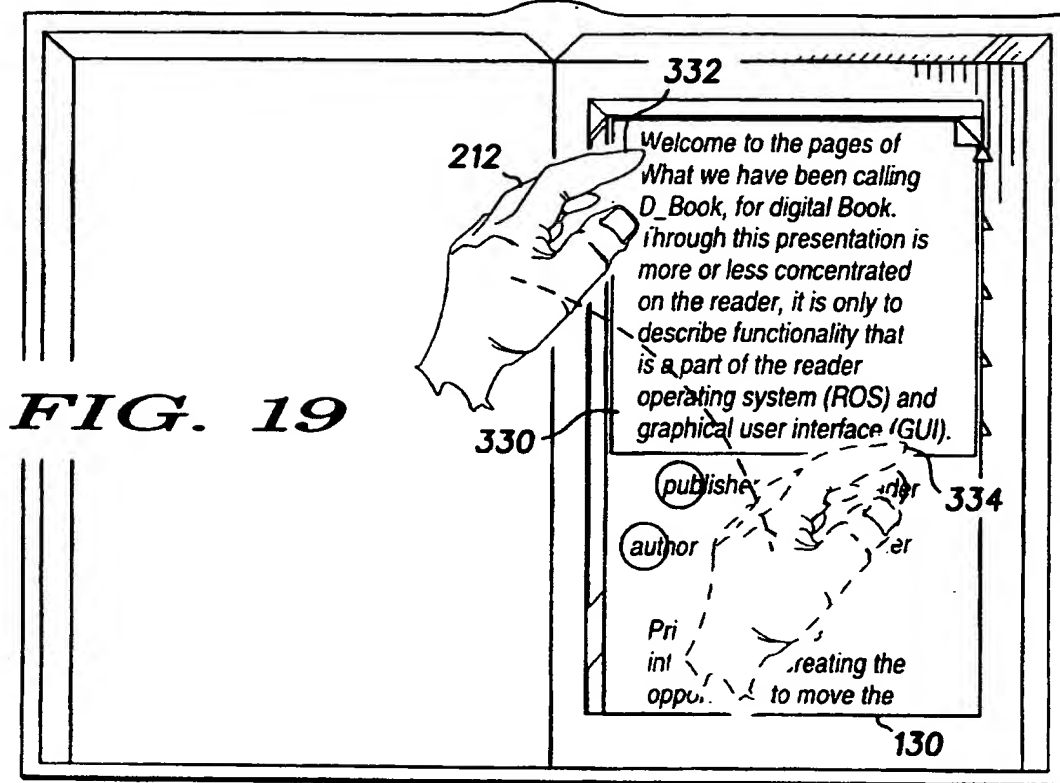 332
212
Welcome to the pages of
What we have been calling
D_Book, for digital Book.
Through this presentation is
more or less concentrated
on the reader, it is only to
describe functionality that
is a part of the reader
operating system (ROS) and
graphical user interface (GUI).
FIG. 19
330
334
publisher
author
to move the
130